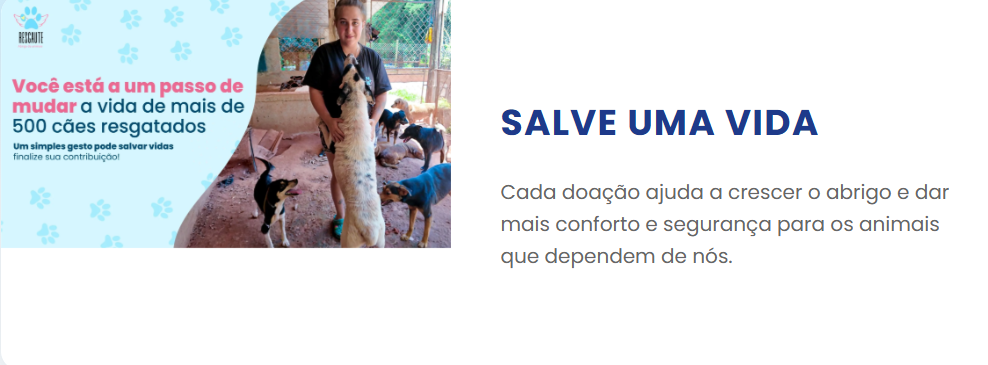 RESGATE
Você está a um passo de
mudar a vida de mais de
500 cães resgatados
Um simples gesto pode salvar vidas
finalize sua contribuição!
SALVE UMA VIDA
Cada doação ajuda a crescer o abrigo e dar
mais conforto e segurança para os animais
que dependem de nós.